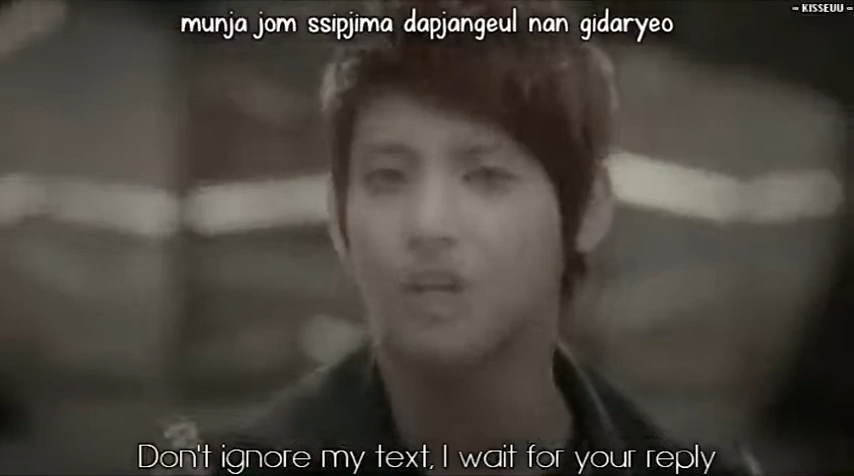 ~ KISSEUU ~
munja jom ssipjima dapjangeul nan gidaryeo
Don't ignore my text, I wait for your reply